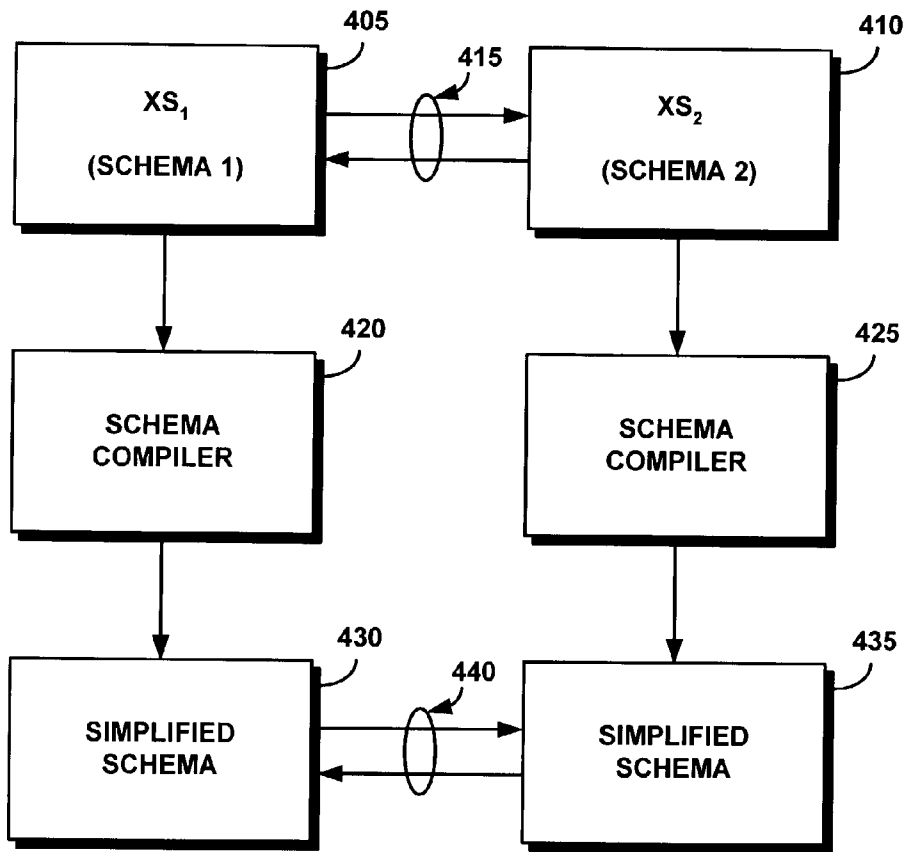 405
410
415
XS₁
(SCHEMA 1)
XS₂
(SCHEMA 2)
420
425
SCHEMA
COMPILER
SCHEMA
COMPILER
430
435
440
SIMPLIFIED
SCHEMA
SIMPLIFIED
SCHEMA